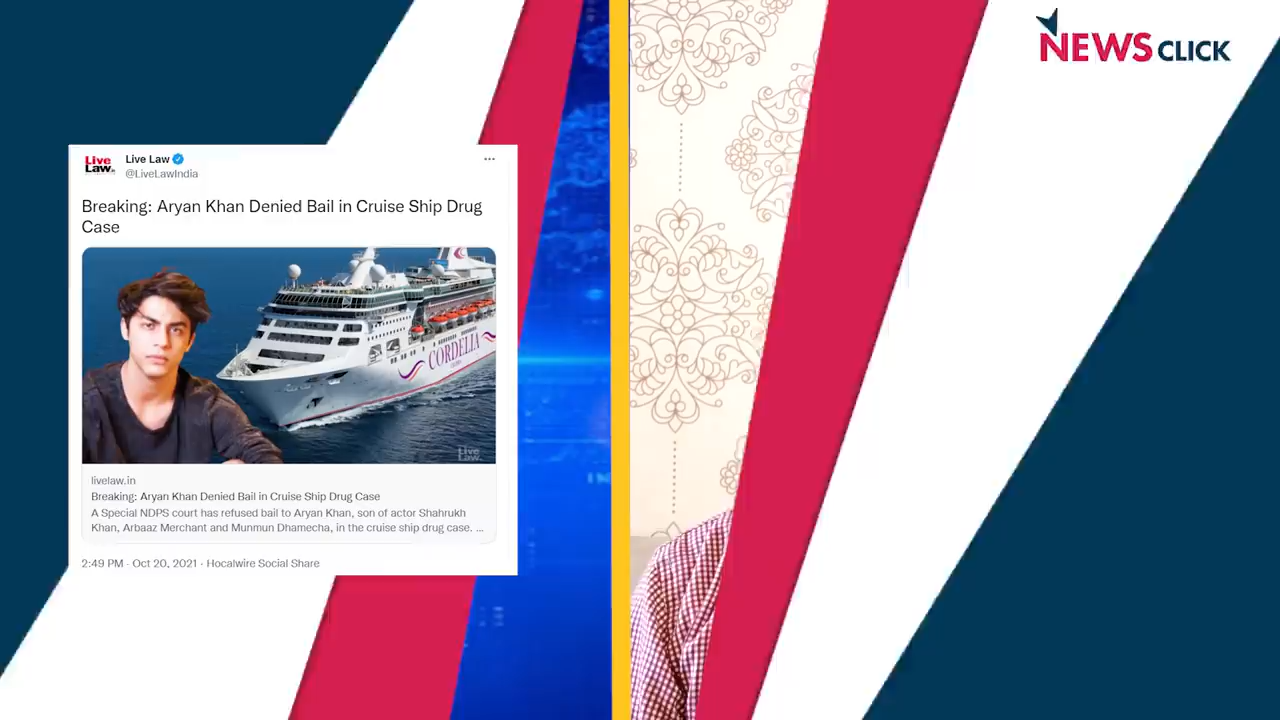 NEWS CLICK
Live Law
Live Law
@LiveLawIndia
Breaking: Aryan Khan Denied Bail in Cruise Ship Drug
Case
CORDELIA
Live Law
livelaw.in
Breaking: Aryan Khan Denied Bail in Cruise Ship Drug Case
A Special NDPS court has refused bail to Aryan Khan, son of actor Shahrukh
Khan, Arbaaz Merchant and Munmun Dhamecha, in the cruise ship drug case. ...
2:49 PM · Oct 20, 2021 · Hocalwire Social Share